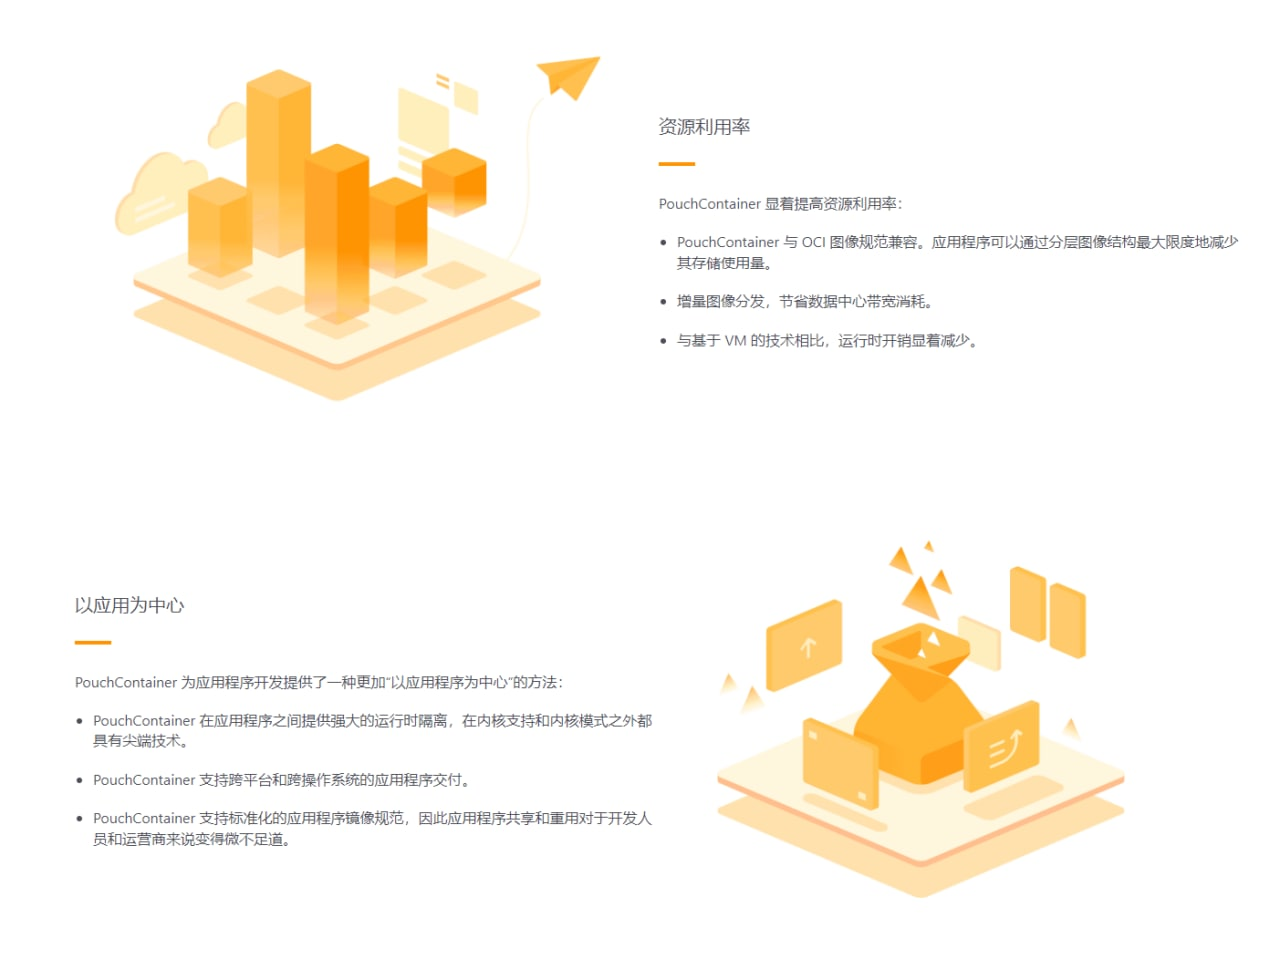 资源利用率
PouchContainer 显着提高资源利用率：
• PouchContainer 与 OCI 图像规范兼容。应用程序可以通过分层图像结构最大限度地减少
其存储使用量。
• 增量图像分发，节省数据中心带宽消耗。
• 与基于 VM 的技术相比，运行时开销显着减少。
以应用为中心
PouchContainer 为应用程序开发提供了一种更加“以应用程序为中心”的方法：
• PouchContainer 在应用程序之间提供强大的运行时隔离，在内核支持和内核模式之外都
具有尖端技术。
• PouchContainer 支持跨平台和跨操作系统的应用程序交付。
• PouchContainer 支持标准化的应用程序镜像规范，因此应用程序共享和重用对于开发人
员和运营商来说变得微不足道。